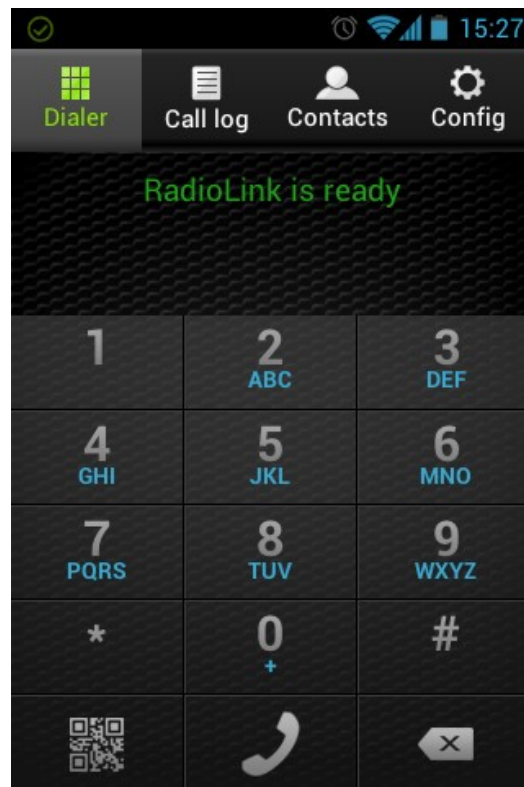 15:27
Dialer Call log Contacts Config
RadioLink is ready
1 2 3
ABC DEF
4 5 6
GHI JKL MNO
7 8 9
PQRS TUV WXYZ
* 0 #
+